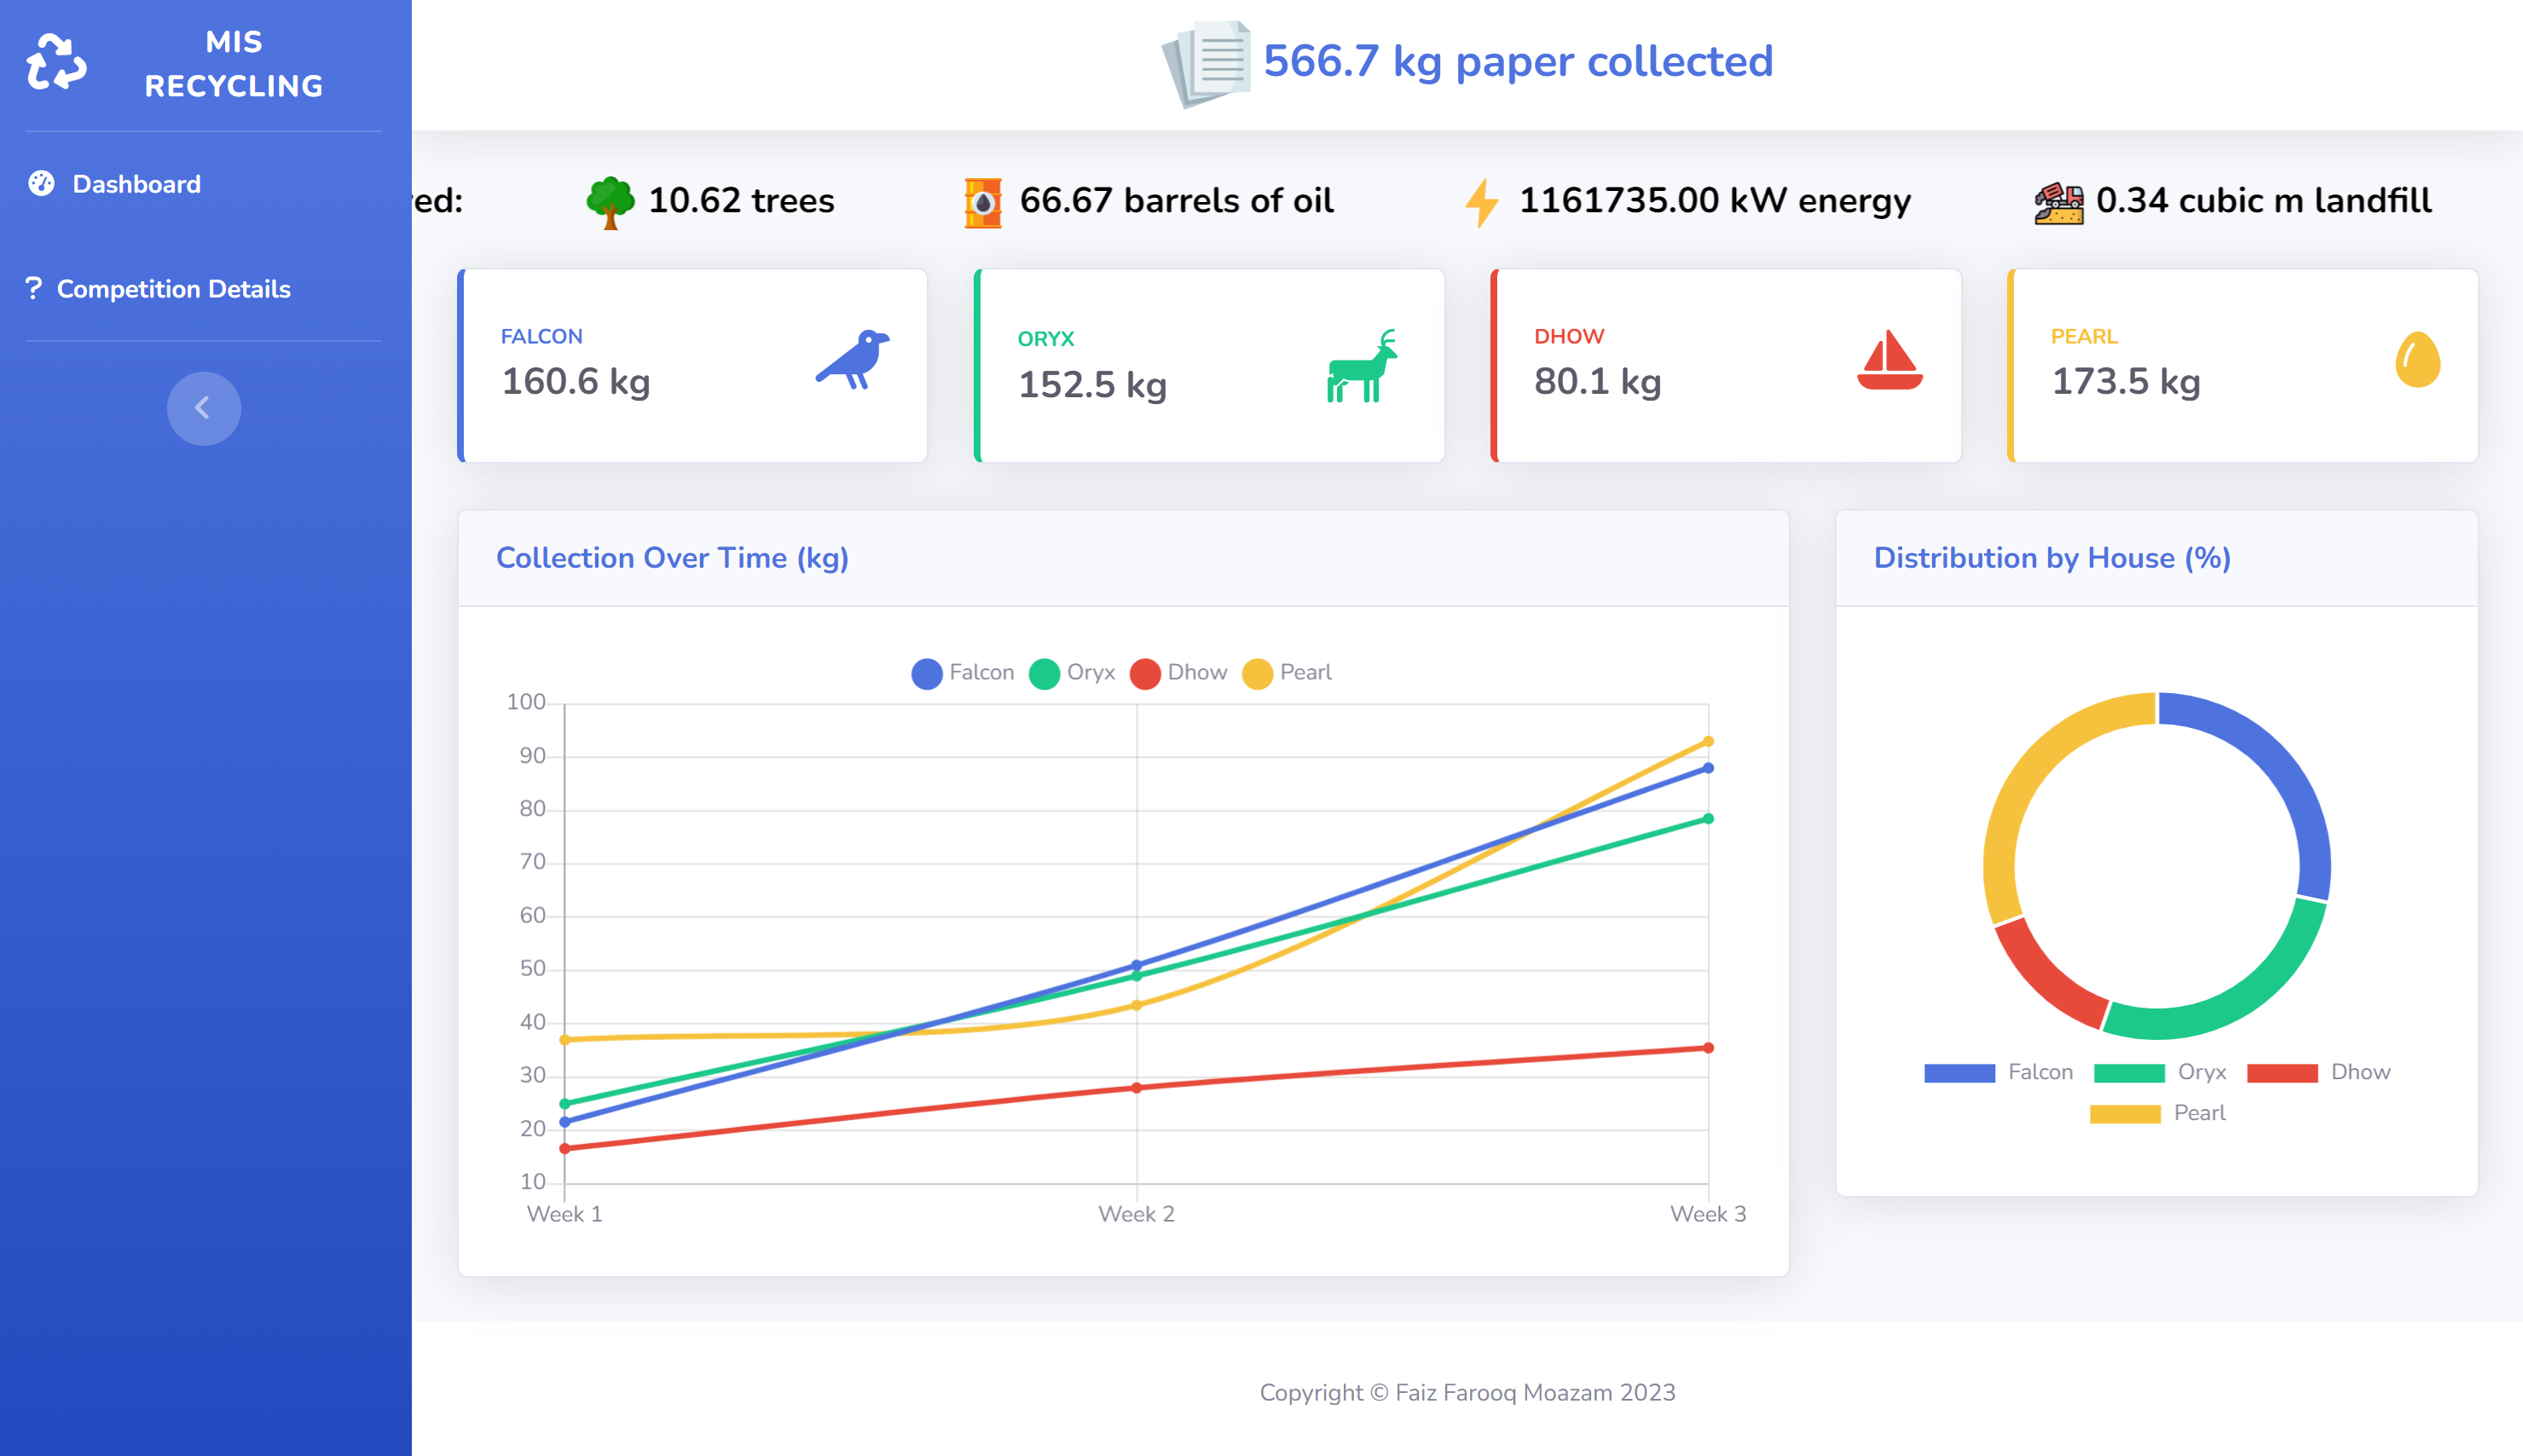 MIS
RECYCLING
Dashboard
? Competition Details
566.7 kg paper collected
10.62 trees 66.67 barrels of oil 1161735.00 kW energy 0.34 cubic m landfill
FALCON
160.6 kg
ORYX
152.5 kg
DHOW
80.1 kg
PEARL
173.5 kg
Collection Over Time (kg)
Falcon Oryx Dhow Pearl
100
90
80
70
60
50
40
30
20
10
Week 1 Week 2 Week 3
Distribution by House (%)
Falcon Oryx Dhow
Pearl
Copyright © Faiz Farooq Moazam 2023